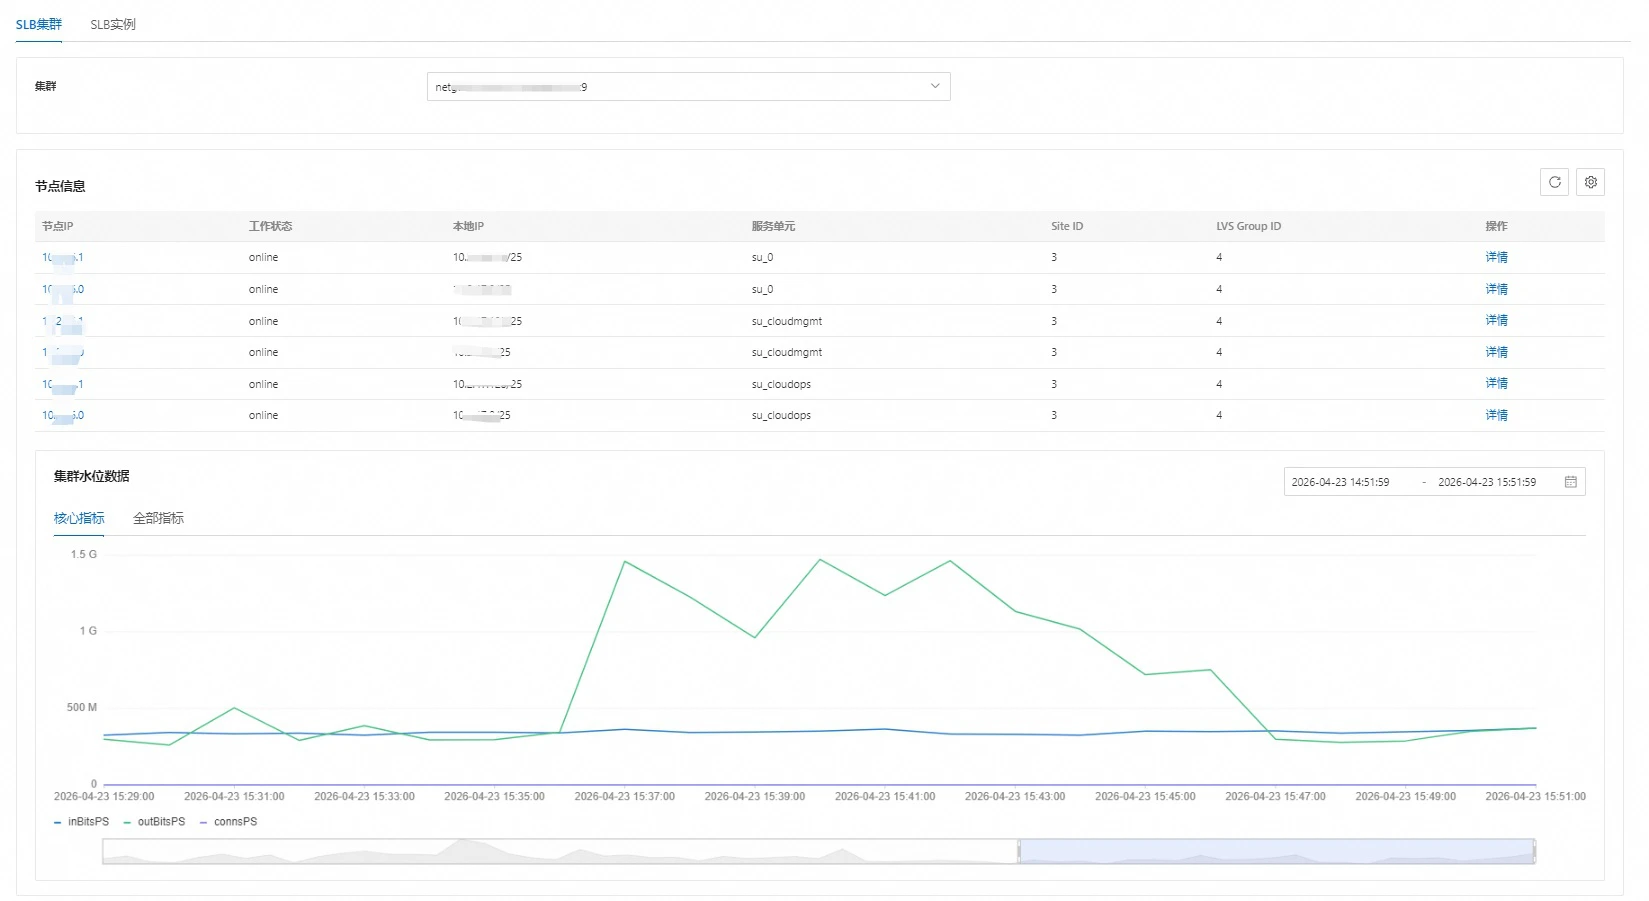 SLB集群 SLB实例
集群
节点信息
节点IP 工作状态 本地IP 服务单元 Site ID LVS Group ID 操作
online /25 su_0 3 4 详情
online su_0 3 4 详情
online 25 su_cloudmgmt 3 4 详情
online 25 su_cloudmgmt 3 4 详情
online 25 su_cloudops 3 4 详情
online 25 su_cloudops 3 4 详情
集群水位数据
2026-04-23 14:51:59 - 2026-04-23 15:51:59
核心指标 全部指标
1.5 G
1 G
500 M
0
2026-04-23 15:29:00 2026-04-23 15:31:00 2026-04-23 15:33:00 2026-04-23 15:35:00 2026-04-23 15:37:00 2026-04-23 15:39:00 2026-04-23 15:41:00 2026-04-23 15:43:00 2026-04-23 15:45:00 2026-04-23 15:47:00 2026-04-23 15:49:00 2026-04-23 15:51:00
inBitsPS outBitsPS connsPS